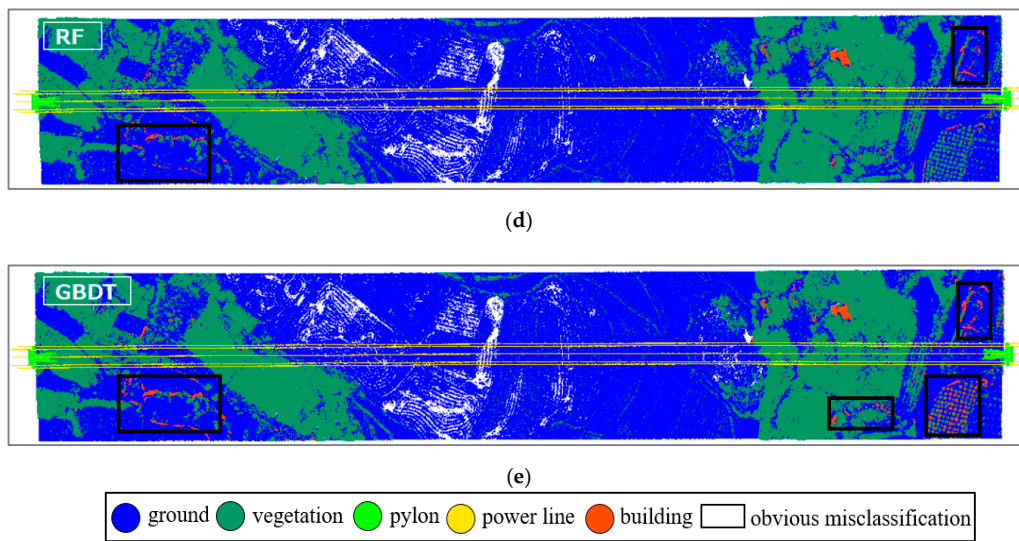 RF
(d)
GBDT
(e)
ground vegetation pylon power line building obvious misclassification